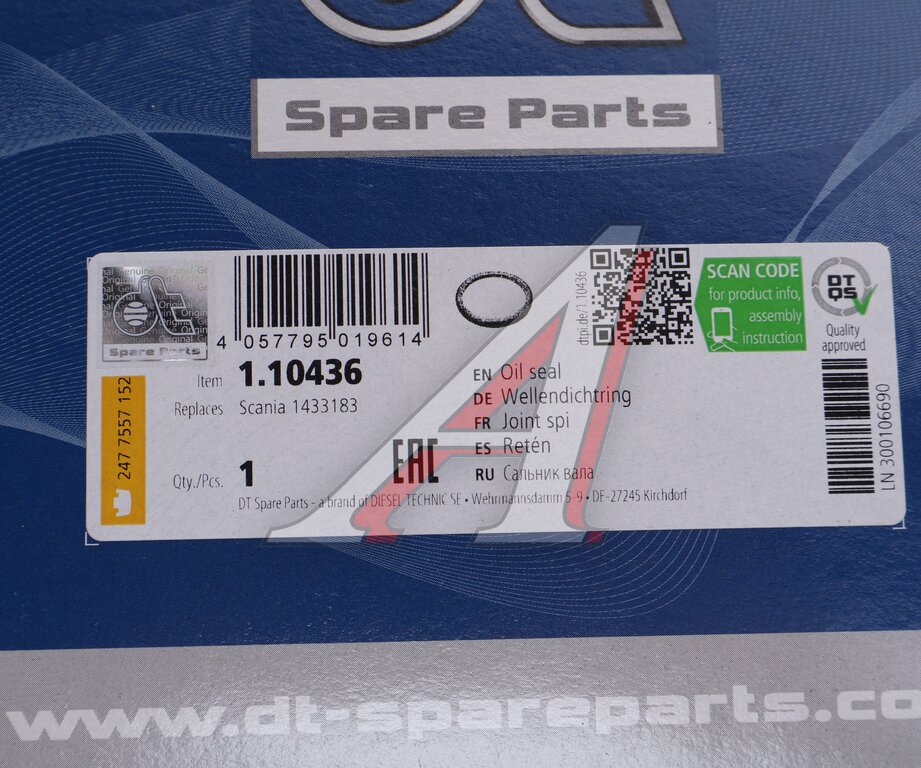 Spare Parts
Spare Parts
4 057795 019614
Item 1.10436
Replaces Scania 1433183
Qty./Pcs. 1
247 7557 152
EAC
EN Oil seal
DE Wellendichtring
FR Joint spi
ES Retén
RU Сальник вала
DT Spare Parts - a brand of DIESEL TECHNIC SE • Wehrmannsdamm 5-9 • DE-27245 Kirchdorf
dtpi.de/1.10436
SCAN CODE
for product info,
assembly
instruction
DT
QS
Quality
approved
LN 300106690
www.dt-spareparts.co